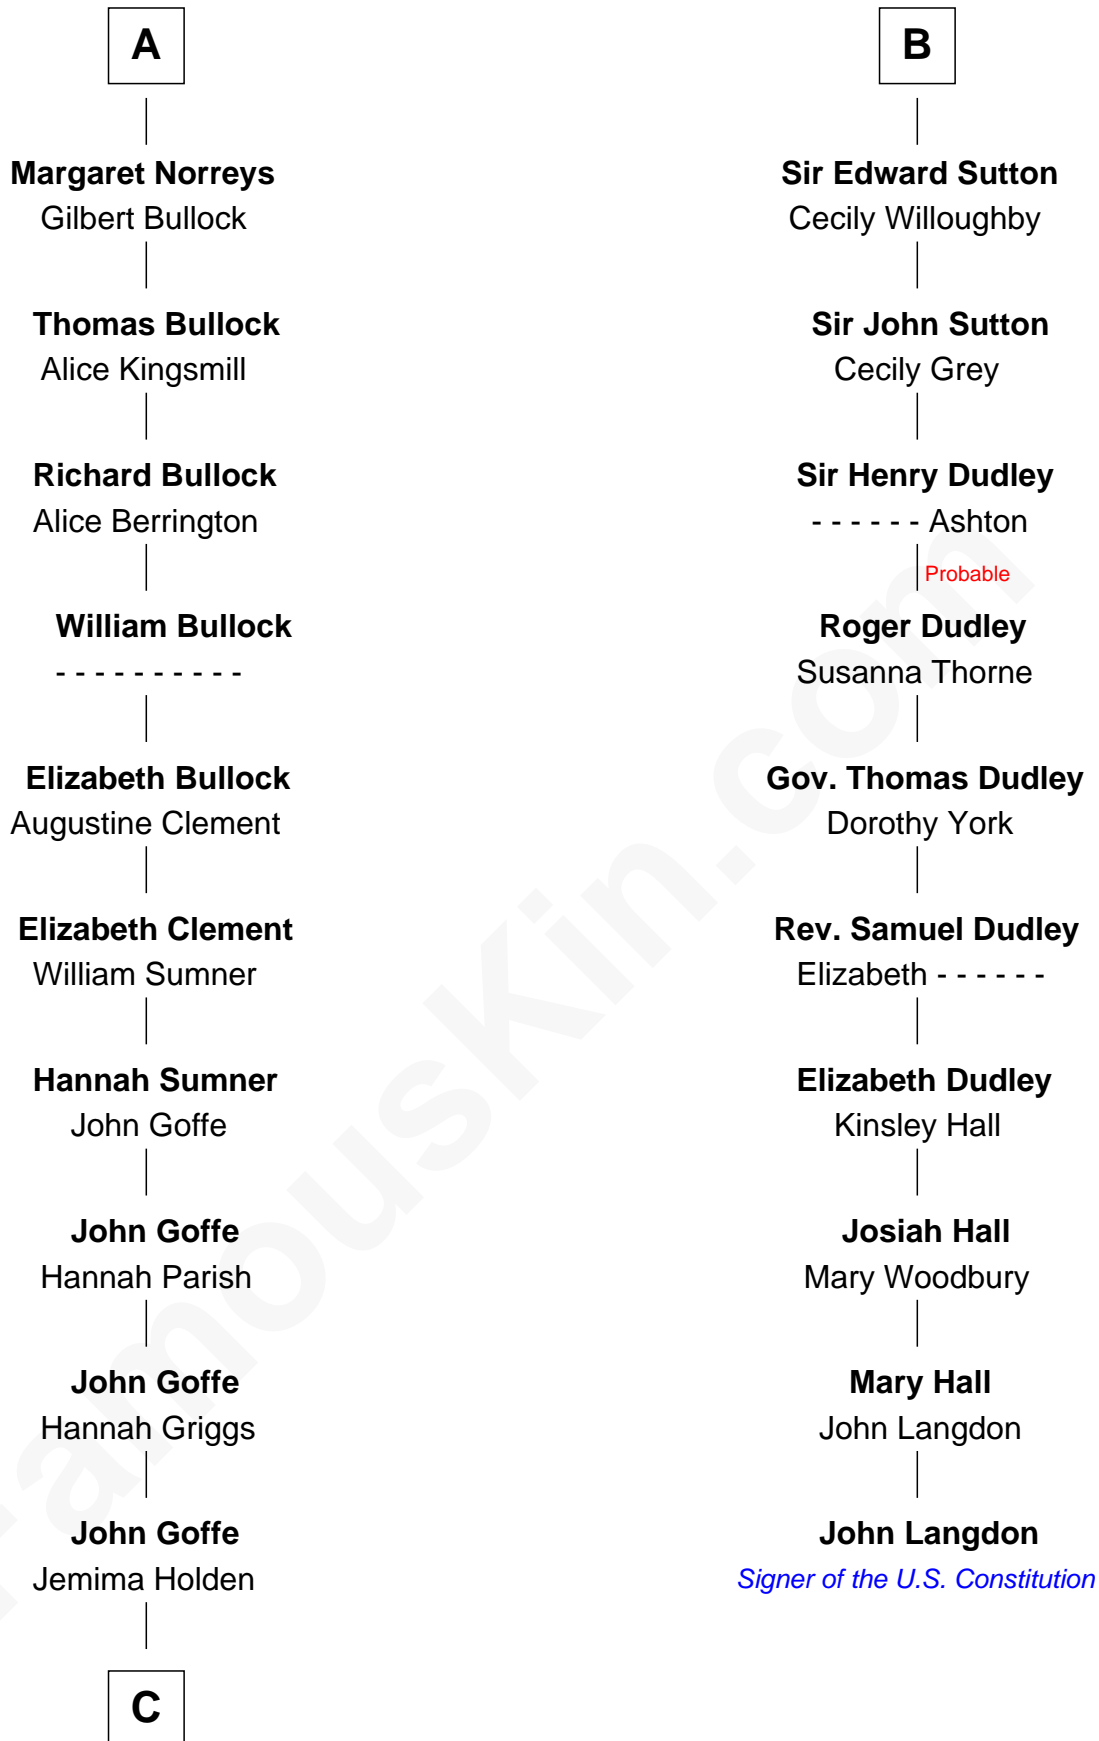 A
Margaret Norreys
Gilbert Bullock
Thomas Bullock
Alice Kingsmill
Richard Bullock
Alice Berrington
William Bullock
- - - - - - - - - -
Elizabeth Bullock
Augustine Clement
Elizabeth Clement
William Sumner
Hannah Sumner
John Goffe
John Goffe
Hannah Parish
John Goffe
Hannah Griggs
John Goffe
Jemima Holden
C
B
Sir Edward Sutton
Cecily Willoughby
Sir John Sutton
Cecily Grey
Sir Henry Dudley
- - - - - - Ashton
Probable
Roger Dudley
Susanna Thorne
Gov. Thomas Dudley
Dorothy York
Rev. Samuel Dudley
Elizabeth - - - - - -
Elizabeth Dudley
Kinsley Hall
Josiah Hall
Mary Woodbury
Mary Hall
John Langdon
John Langdon
Signer of the U.S. Constitution
FamousKin.com